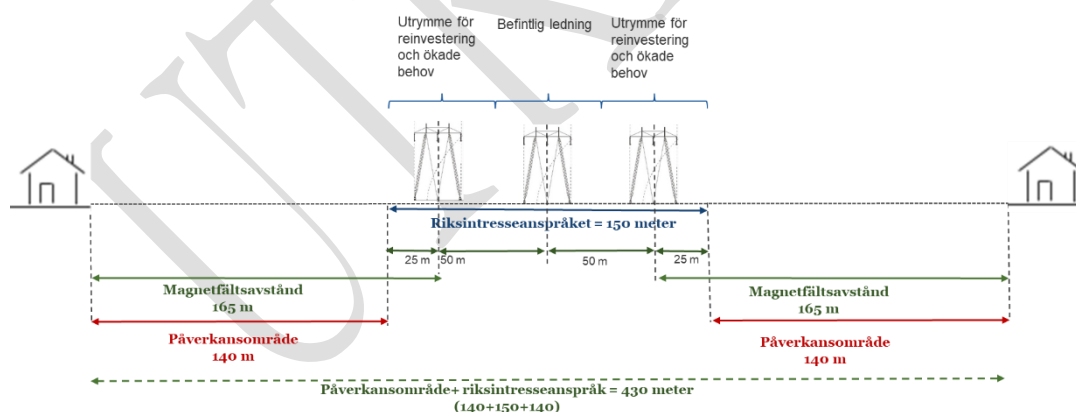 Utrymme för
reinvestering
och ökade
behov
Befintlig ledning
Utrymme för
reinvestering
och ökade
behov
Riksintresseanspråket = 150 meter
25 m
50 m
50 m
25 m
Magnetfältsavstånd
165 m
Magnetfältsavstånd
165 m
Påverkansområde
140 m
Påverkansområde
140 m
Påverkansområde+ riksintresseanspråk = 430 meter
(140+150+140)